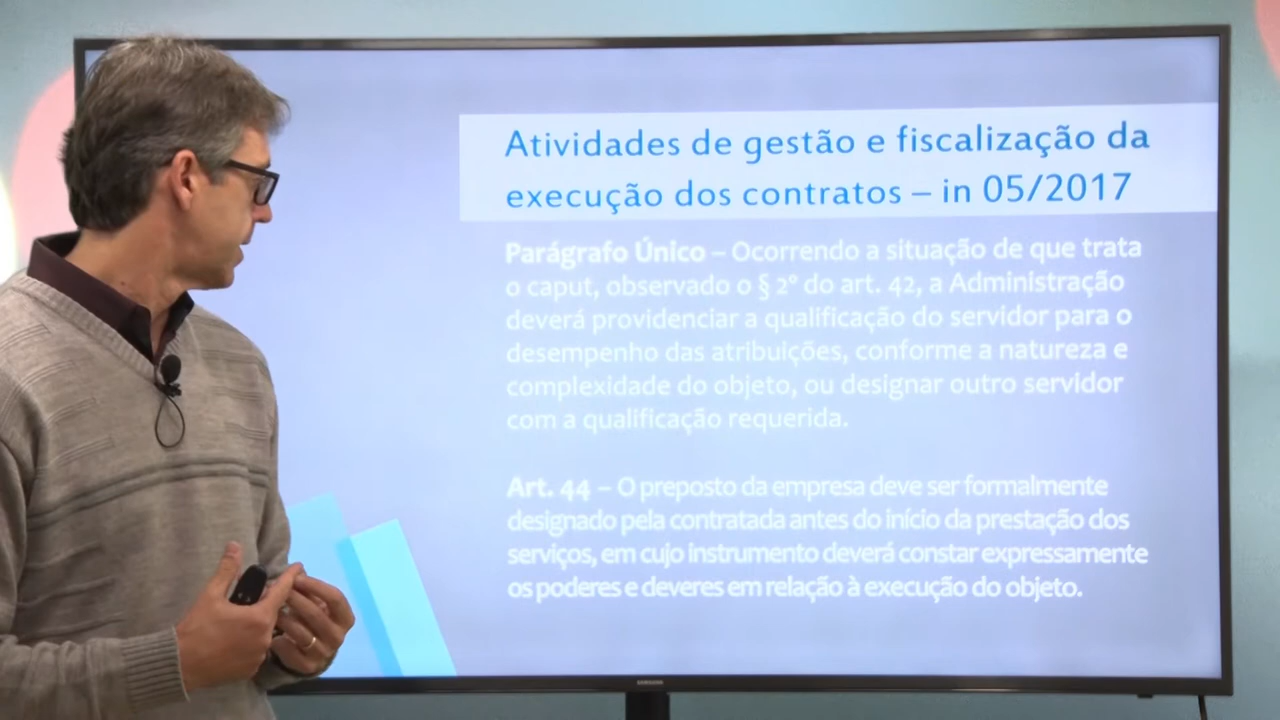 Atividades de gestão e fiscalização da
execução dos contratos – in 05/2017
Parágrafo Único – Ocorrendo a situação de que trata
o caput, observado o § 2º do art. 42, a Administração
deverá providenciar a qualificação do servidor para o
desempenho das atribuições, conforme a natureza e
complexidade do objeto, ou designar outro servidor
com a qualificação requerida.
Art. 44 – O preposto da empresa deve ser formalmente
designado pela contratada antes do início da prestação dos
serviços, em cujo instrumento deverá constar expressamente
os poderes e deveres em relação à execução do objeto.
SAMSUNG